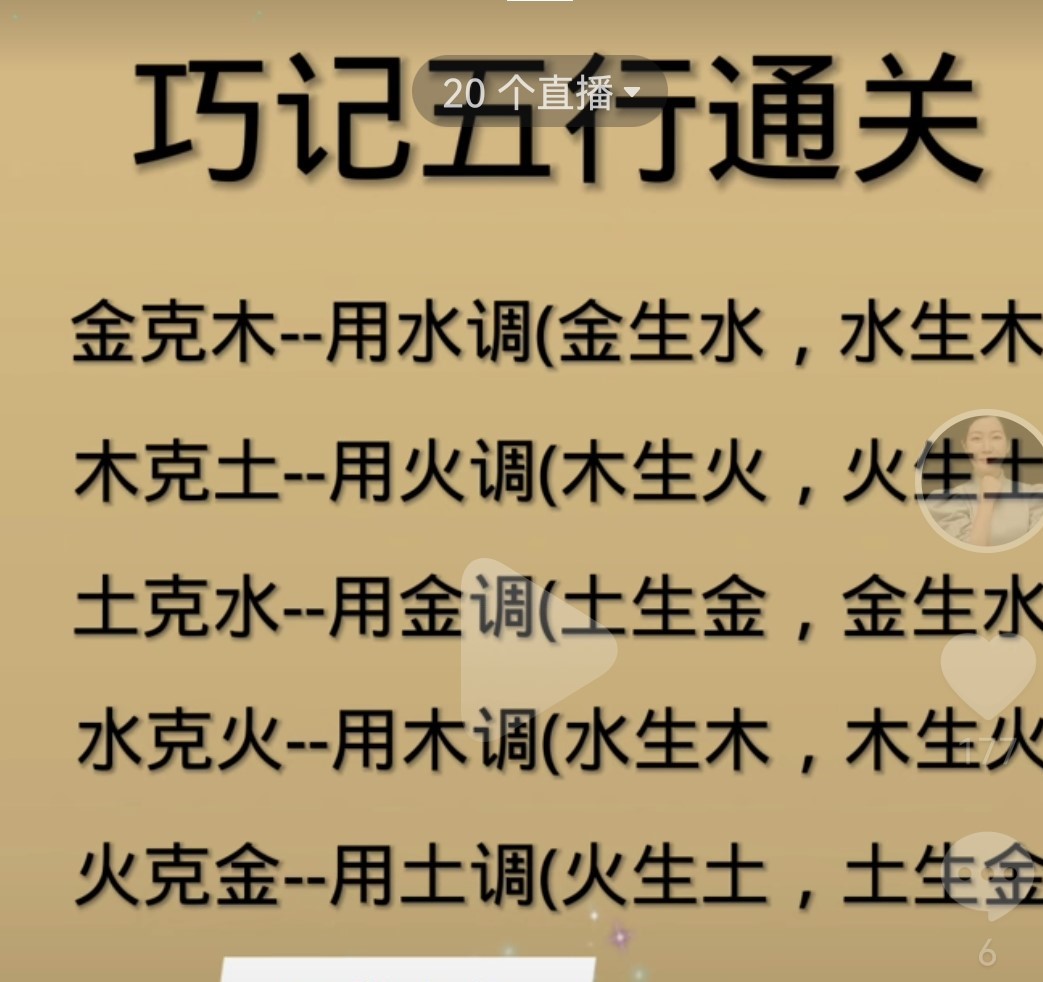 20 个直播
巧记五行通关
金克木--用水调(金生水，水生木
木克土--用火调(木生火，火生土
土克水--用金调(土生金，金生水
水克火--用木调(水生木，木生火
177
火克金--用土调(火生土，土生金
6